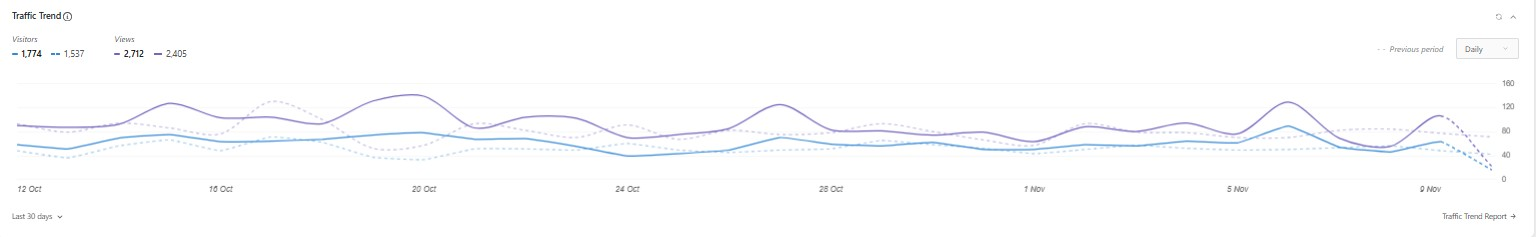 Traffic Trend
Visitors Views
1,774 1,537 2,712 2,405
Previous period Daily
160
120
80
40
0
12 Oct 16 Oct 20 Oct 24 Oct 28 Oct 1 Nov 5 Nov 9 Nov
Last 30 days Traffic Trend Report →